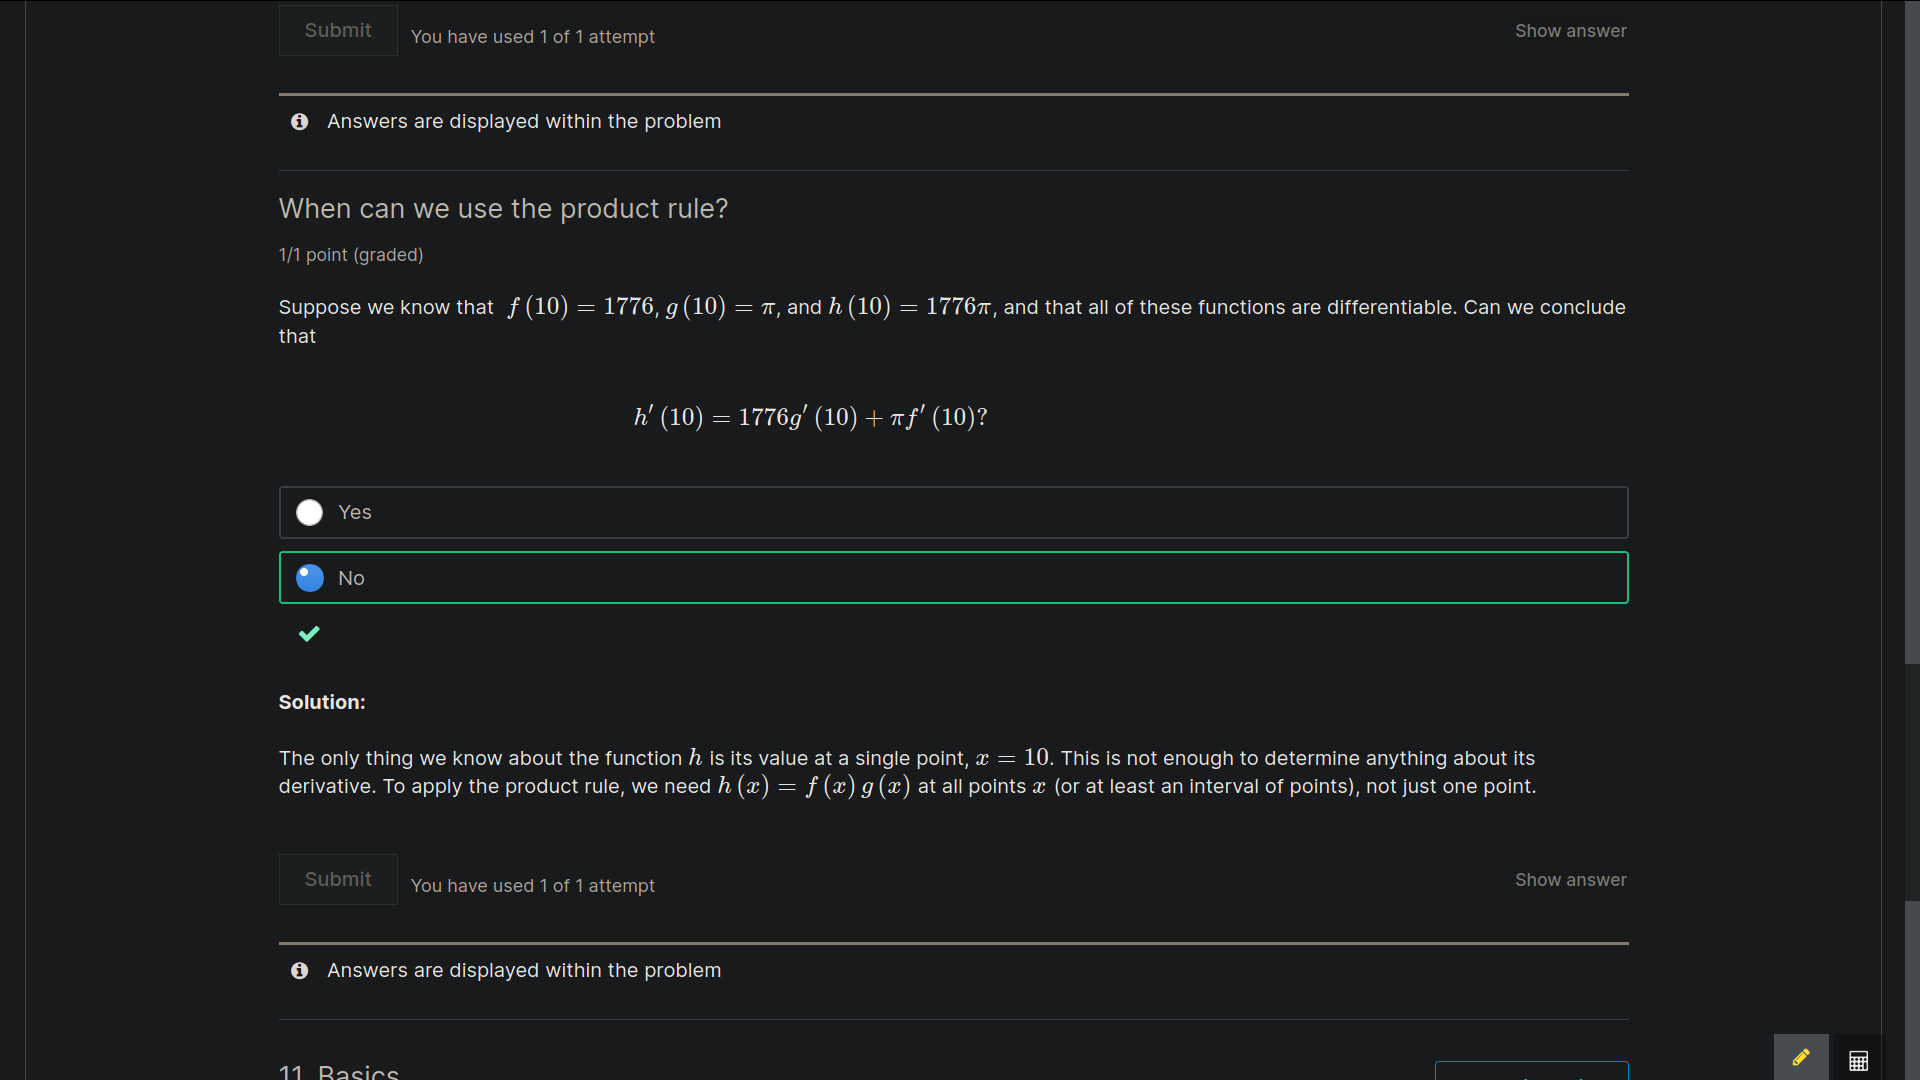 Submit You have used 1 of 1 attempt Show answer
Answers are displayed within the problem
When can we use the product rule?
1/1 point (graded)
Suppose we know that f (10) = 1776, g (10) = π, and h (10) = 1776π, and that all of these functions are differentiable. Can we conclude
that
h′ (10) = 1776g′ (10) + πf′ (10)?
Yes
No
Solution:
The only thing we know about the function h is its value at a single point, x = 10. This is not enough to determine anything about its
derivative. To apply the product rule, we need h (x) = f (x) g (x) at all points x (or at least an interval of points), not just one point.
Submit You have used 1 of 1 attempt Show answer
Answers are displayed within the problem
11. Basics